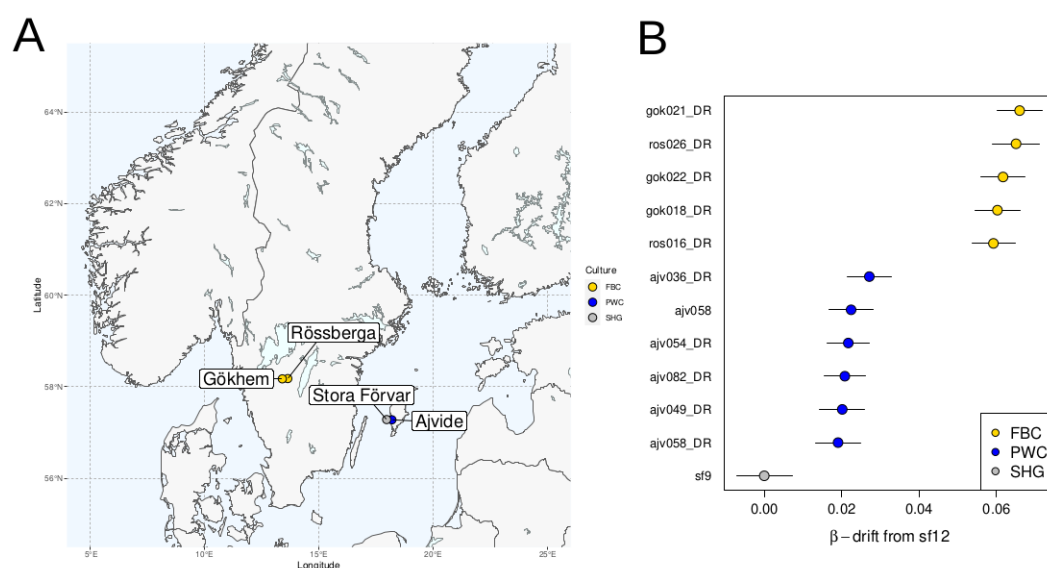 A
64°N
62°N
60°N
58°N
56°N
Latitude
5°E
10°E
15°E
20°E
25°E
Longitude
Rössberga
Gökhem
Stora Förvar
Ajvide
Culture
FBC
PWC
SHG
B
gok021_DR
ros026_DR
gok022_DR
gok018_DR
ros016_DR
ajv036_DR
ajv058
ajv054_DR
ajv082_DR
ajv049_DR
ajv058_DR
sf9
FBC
PWC
SHG
0.00
0.02
0.04
0.06
β−drift from sf12